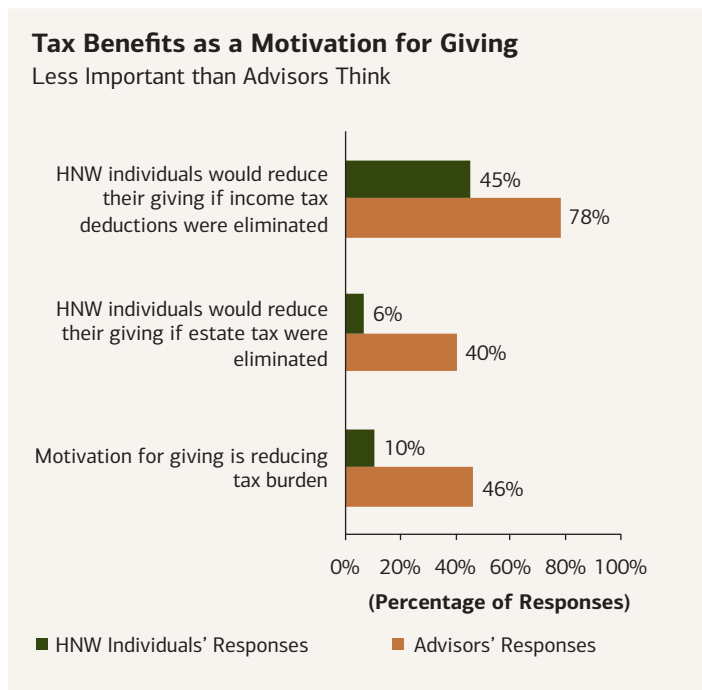 Tax Benefits as a Motivation for Giving
Less Important than Advisors Think
HNW individuals would reduce
their giving if income tax
deductions were eliminated
45%
78%
HNW individuals would reduce
their giving if estate tax were
eliminated
6%
40%
Motivation for giving is reducing
tax burden
10%
46%
0% 20% 40% 60% 80% 100%
(Percentage of Responses)
HNW Individuals’ Responses
Advisors’ Responses